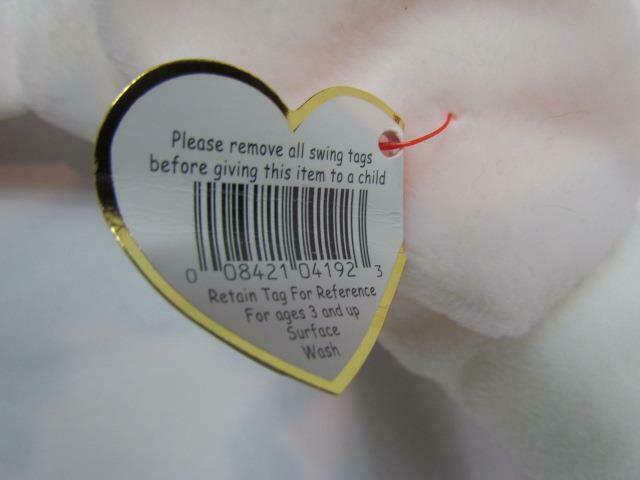 Please remove all swing tags
before giving this item to a child
0 08421 04192 3
Retain Tag For Reference
For ages 3 and up
Surface
Wash